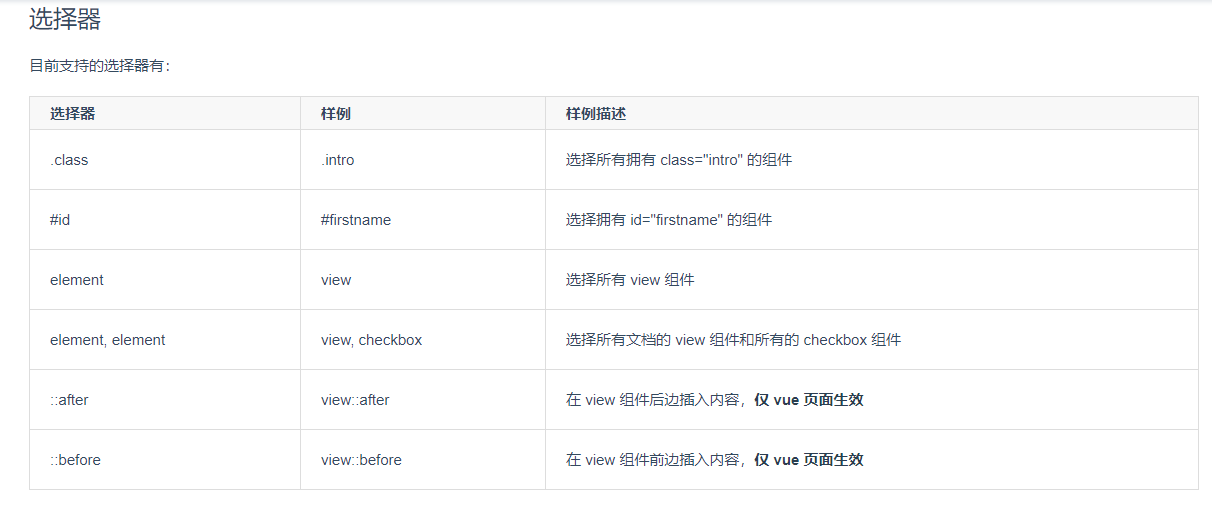 选择器
目前支持的选择器有：
选择器 样例 样例描述
.class .intro 选择所有拥有 class="intro" 的组件
#id #firstname 选择拥有 id="firstname" 的组件
element view 选择所有 view 组件
element, element view, checkbox 选择所有文档的 view 组件和所有的 checkbox 组件
::after view::after 在 view 组件后边插入内容，仅 vue 页面生效
::before view::before 在 view 组件前边插入内容，仅 vue 页面生效